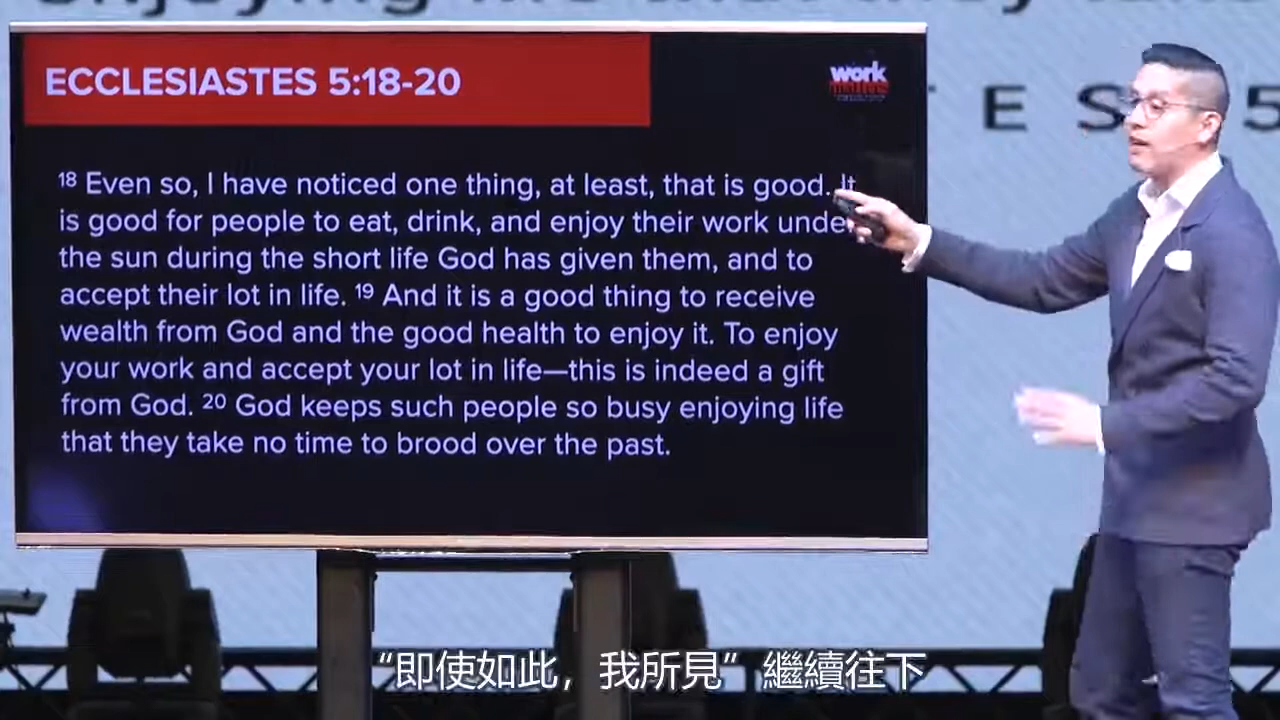 ECCLESIASTES 5:18-20
work
18 Even so, I have noticed one thing, at least, that is good. It
is good for people to eat, drink, and enjoy their work under
the sun during the short life God has given them, and to
accept their lot in life. 19 And it is a good thing to receive
wealth from God and the good health to enjoy it. To enjoy
your work and accept your lot in life—this is indeed a gift
from God. 20 God keeps such people so busy enjoying life
that they take no time to brood over the past.
“即使如此，我所見”繼續往下